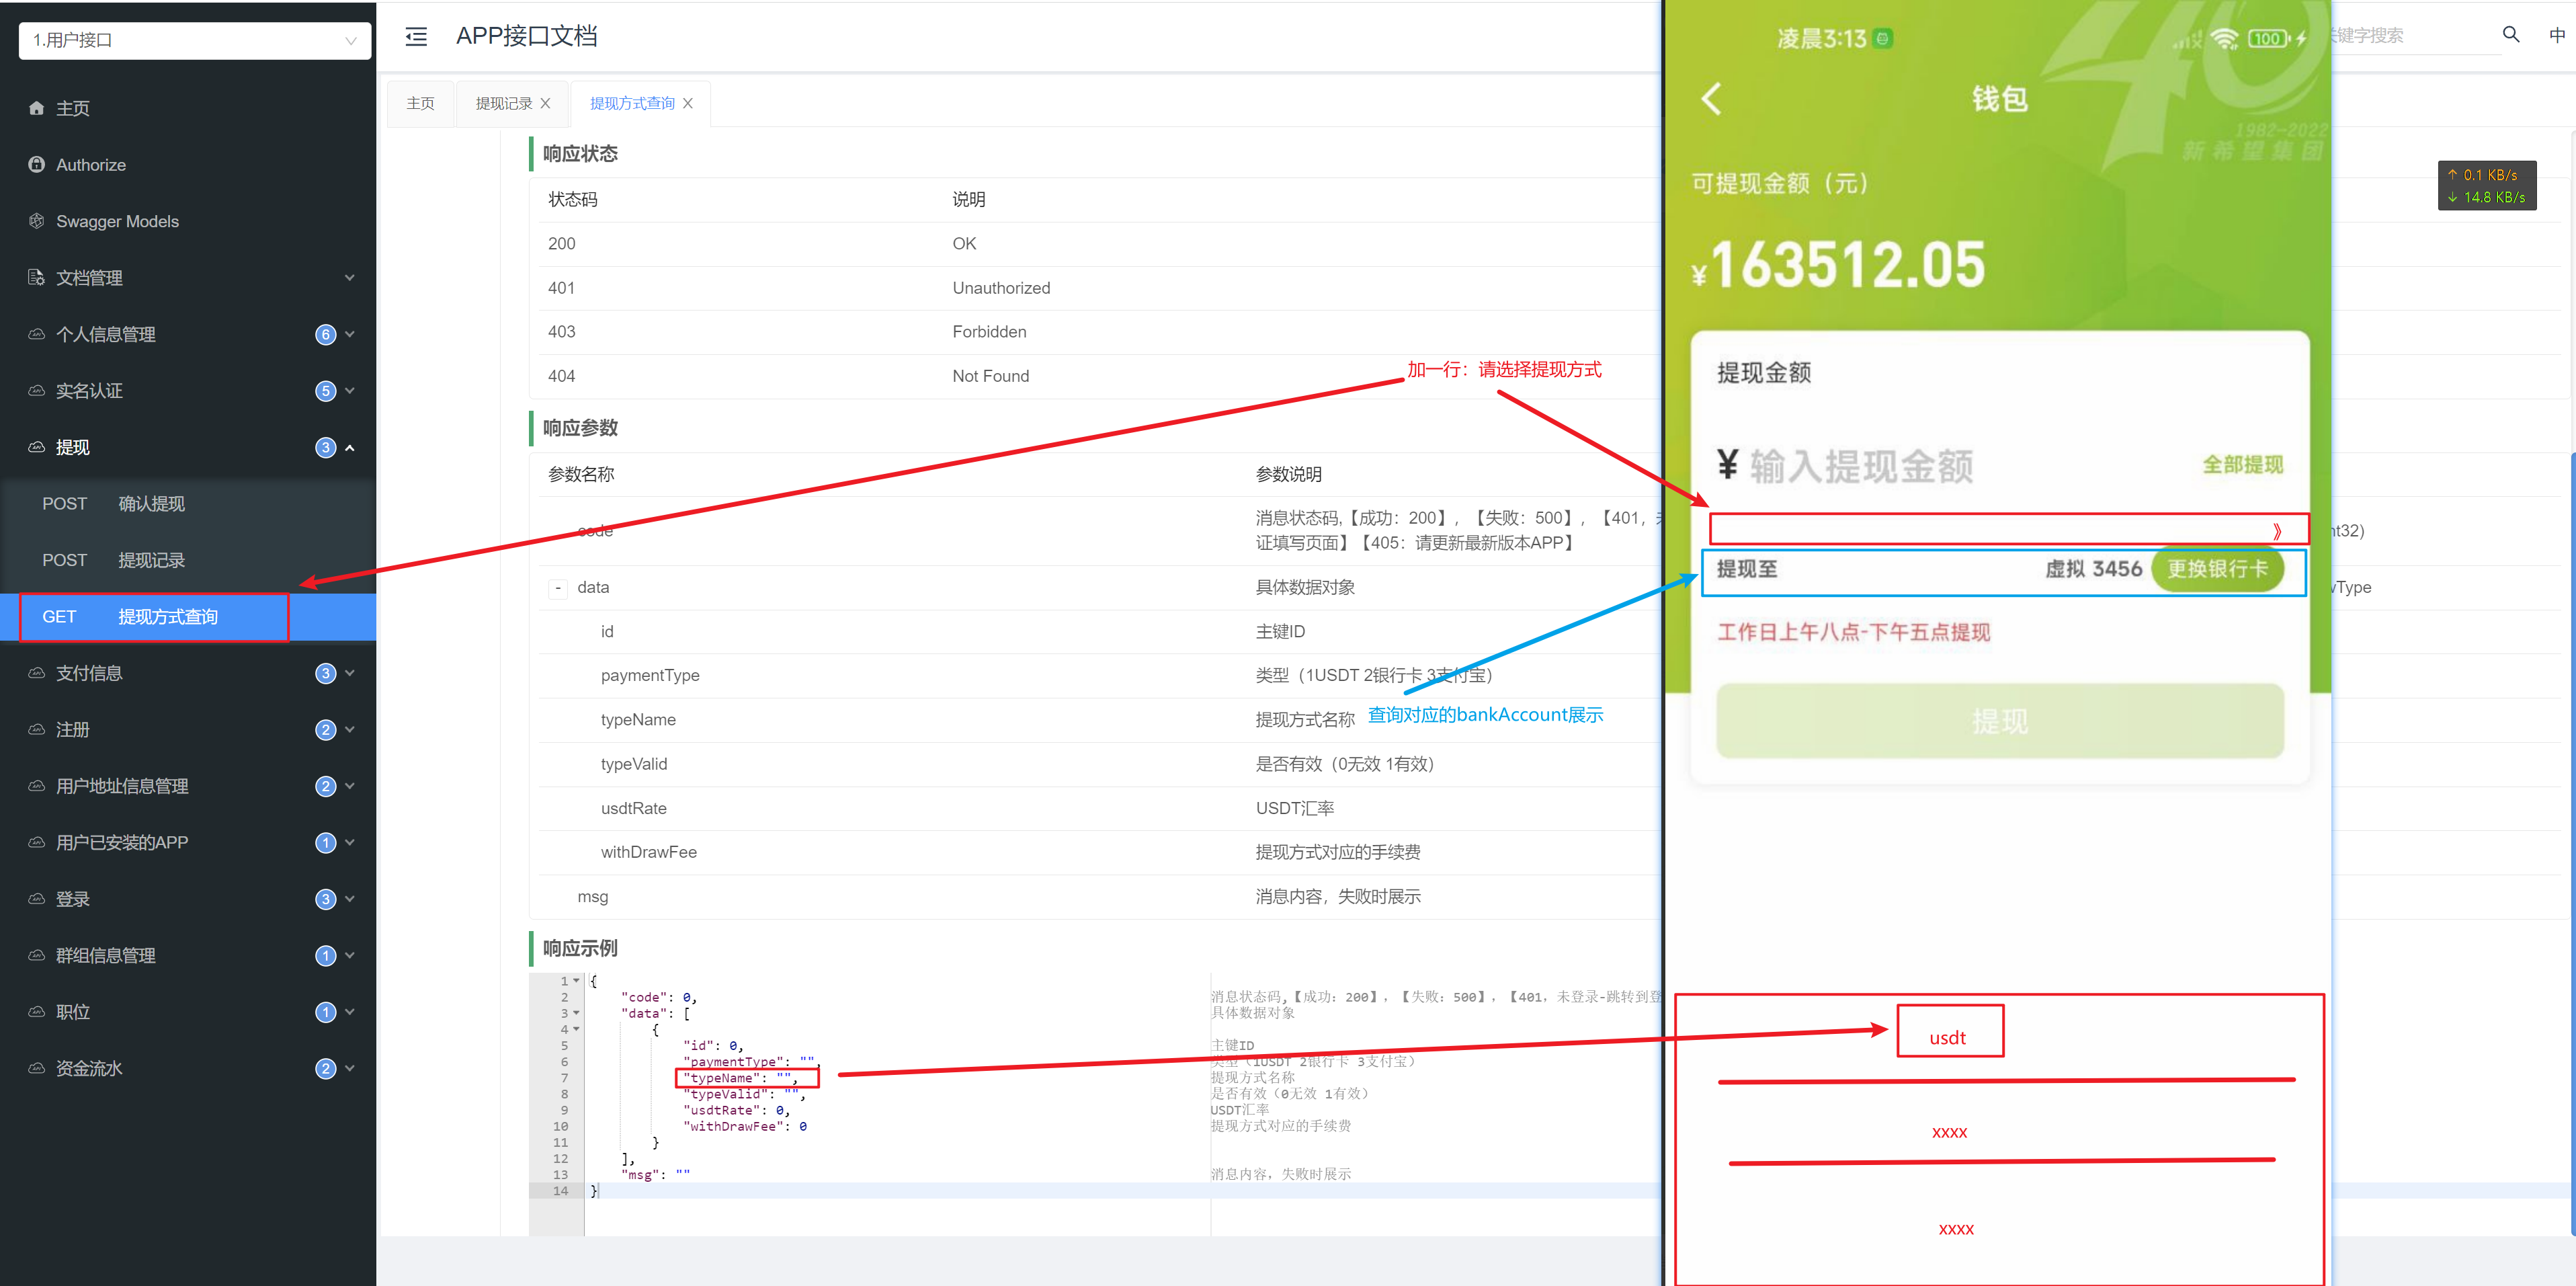 1.用户接口
主页
Authorize
Swagger Models
文档管理
个人信息管理 6
实名认证 5
提现 3
POST 确认提现
POST 提现记录
GET 提现方式查询
支付信息 3
注册 2
用户地址信息管理 2
用户已安装的APP 1
登录 3
群组信息管理 1
职位 1
资金流水 2
APP接口文档
键字搜索
中
主页 提现记录 提现方式查询
↑ 0.1 KB/s
↓ 14.8 KB/s
响应状态
状态码 说明
200 OK
401 Unauthorized
403 Forbidden
404 Not Found
加一行：请选择提现方式
响应参数
参数名称 参数说明
code 消息状态码,【成功：200】，【失败：500】，【401，未
证填写页面】【405：请更新最新版本APP】
nt32)
- data 具体数据对象
Type
id 主键ID
paymentType 类型（1USDT 2银行卡 3支付宝）
typeName 提现方式名称
查询对应的bankAccount展示
typeValid 是否有效（0无效 1有效）
usdtRate USDT汇率
withDrawFee 提现方式对应的手续费
msg 消息内容，失败时展示
响应示例
1 {
2 "code": 0, 消息状态码,【成功：200】，【失败：500】，【401，未登录-跳转到登
3 "data": [ 具体数据对象
4 {
5 "id": 0, 主键ID
6 "paymentType": "", 类型（1USDT 2银行卡 3支付宝）
7 "typeName": "", 提现方式名称
8 "typeValid": "", 是否有效（0无效 1有效）
9 "usdtRate": 0, USDT汇率
10 "withDrawFee": 0 提现方式对应的手续费
11 }
12 ],
13 "msg": "" 消息内容，失败时展示
14 }
凌晨3:13
100
钱包
40
1982-2022
新希望集团
可提现金额（元）
¥163512.05
提现金额
¥ 输入提现金额 全部提现
》
提现至 虚拟 3456 更换银行卡
工作日上午八点-下午五点提现
提现
usdt
xxxx
xxxx